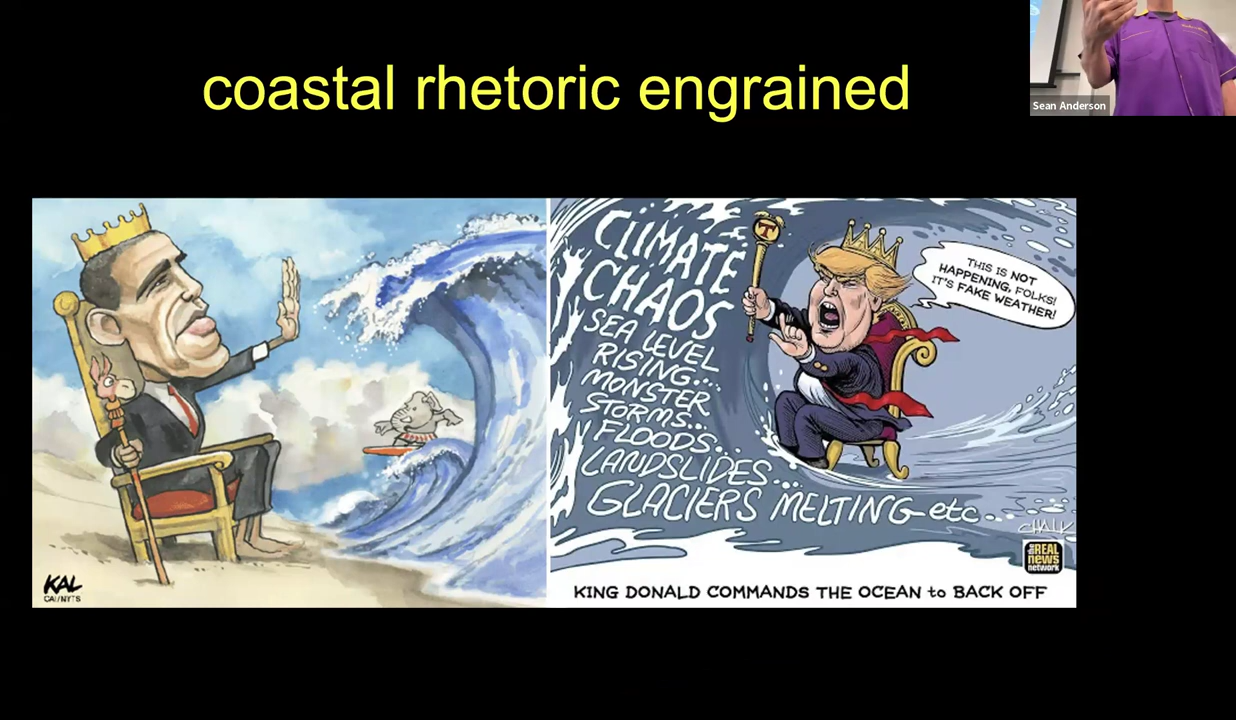 coastal rhetoric engrained
Sean Anderson
KAL
CAI/NYTS
CLIMATE
CHAOS
SEA LEVEL
RISING...
MONSTER
STORMS...
FLOODS...
LANDSLIDES...
GLACIERS MELTING etc...
T
THIS IS NOT
HAPPENING, FOLKS!
IT'S FAKE WEATHER!
CHALK
the REAL
news
network
KING DONALD COMMANDS THE OCEAN to BACK OFF